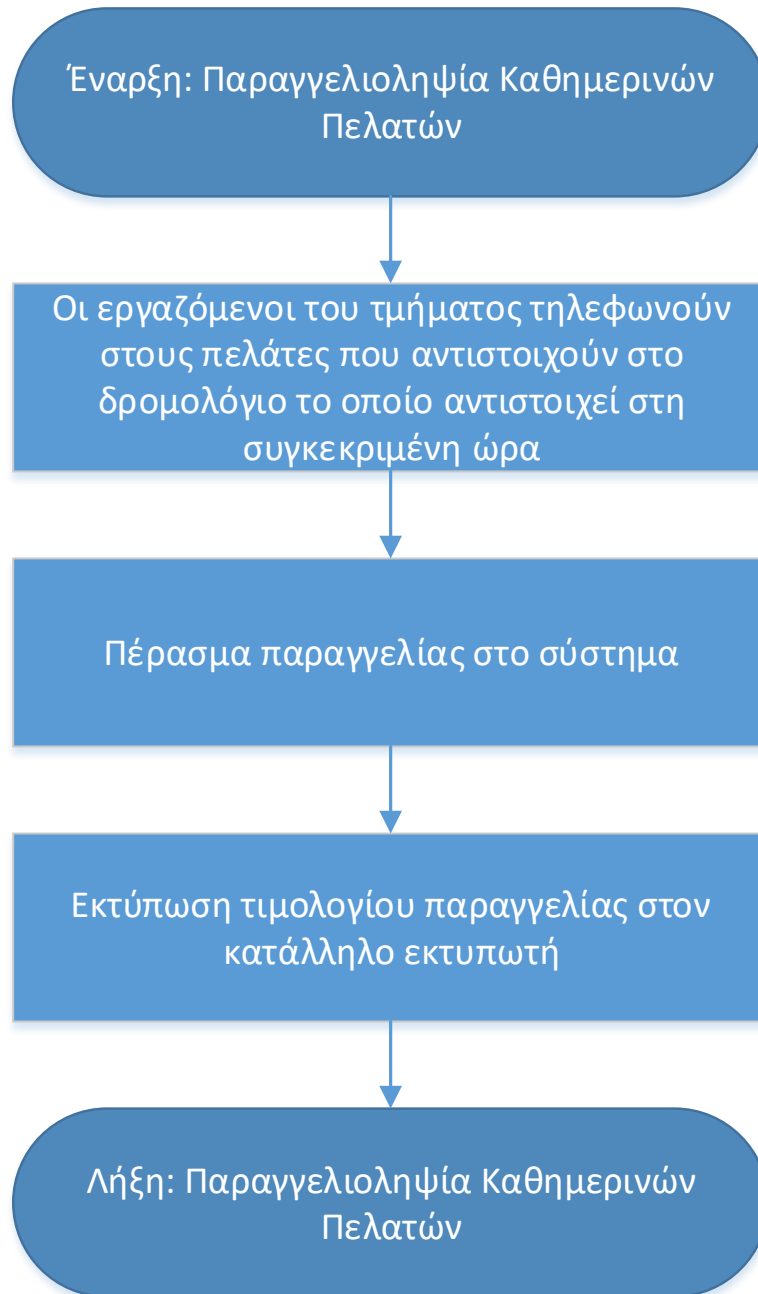 Έναρξη: Παραγγελιοληψία Καθημερινών
Πελατών
Οι εργαζόμενοι του τμήματος τηλεφωνούν
στους πελάτες που αντιστοιχούν στο
δρομολόγιο το οποίο αντιστοιχεί στη
συγκεκριμένη ώρα
Πέρασμα παραγγελίας στο σύστημα
Εκτύπωση τιμολογίου παραγγελίας στον
κατάλληλο εκτυπωτή
Λήξη: Παραγγελιοληψία Καθημερινών
Πελατών